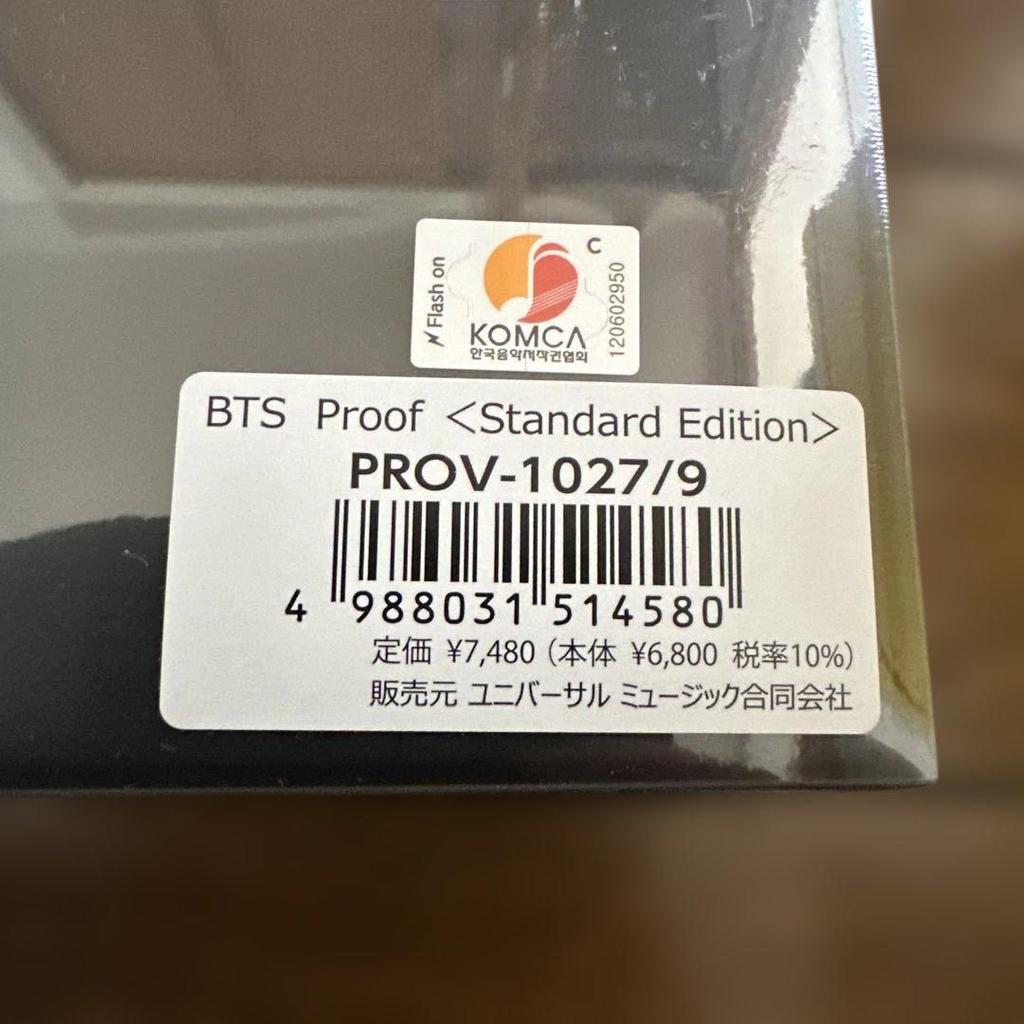 C
Flash on
120602950
KOMCA
한국음악저작권협회
BTS Proof <Standard Edition>
PROV-1027/9
4 988031 514580
定価 ¥7,480 (本体 ¥6,800 税率10%)
販売元 ユニバーサル ミュージック合同会社